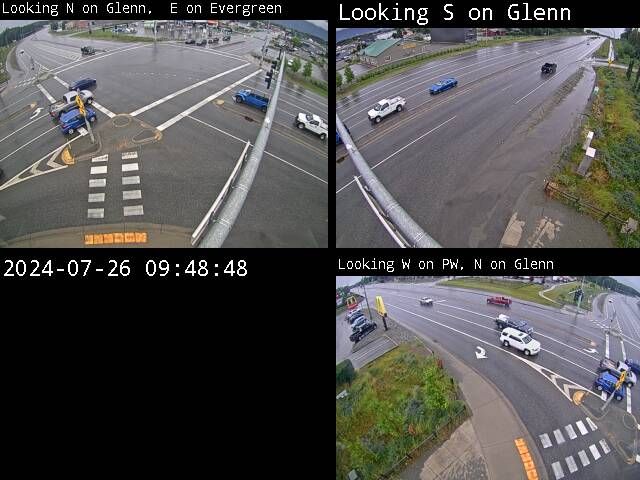 Looking N on Glenn, E on Evergreen
Looking S on Glenn
2024-07-26 09:48:48
Looking W on PW, N on Glenn